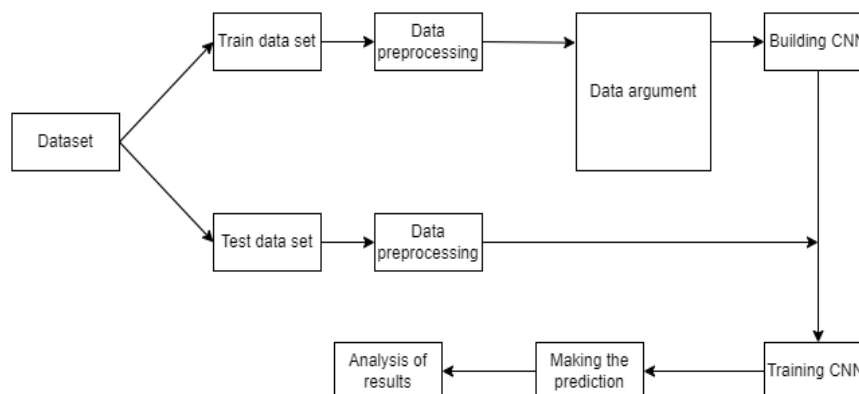 Train data set
Data
preprocessing
Data argument
Building CNN
Dataset
Test data set
Data
preprocessing
Analysis of
results
Making the
prediction
Training CNN